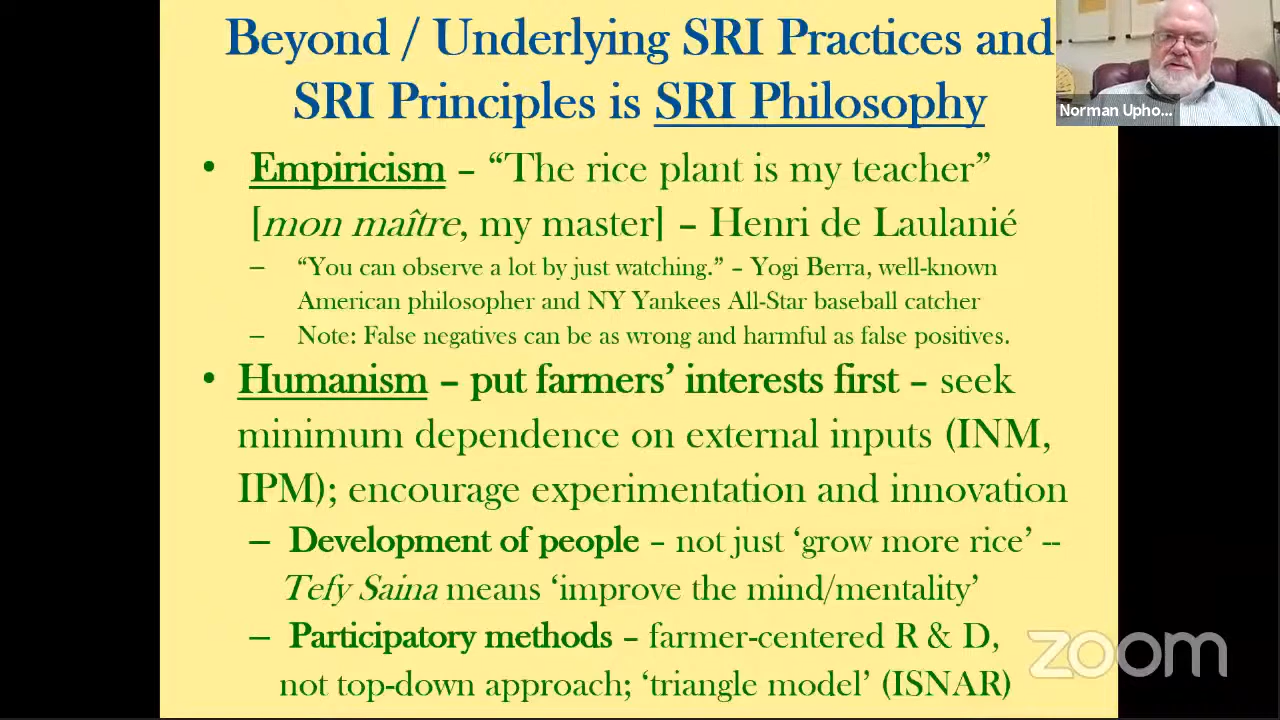 Beyond / Underlying SRI Practices and
SRI Principles is SRI Philosophy
Norman Upho...
• Empiricism – “The rice plant is my teacher”
[mon maître, my master] – Henri de Laulanié
– “You can observe a lot by just watching.” – Yogi Berra, well-known
American philosopher and NY Yankees All-Star baseball catcher
– Note: False negatives can be as wrong and harmful as false positives.
• Humanism – put farmers’ interests first – seek
minimum dependence on external inputs (INM,
IPM); encourage experimentation and innovation
– Development of people – not just ‘grow more rice’ --
Tefy Saina means ‘improve the mind/mentality’
– Participatory methods – farmer-centered R & D,
not top-down approach; ‘triangle model’ (ISNAR)
zoom